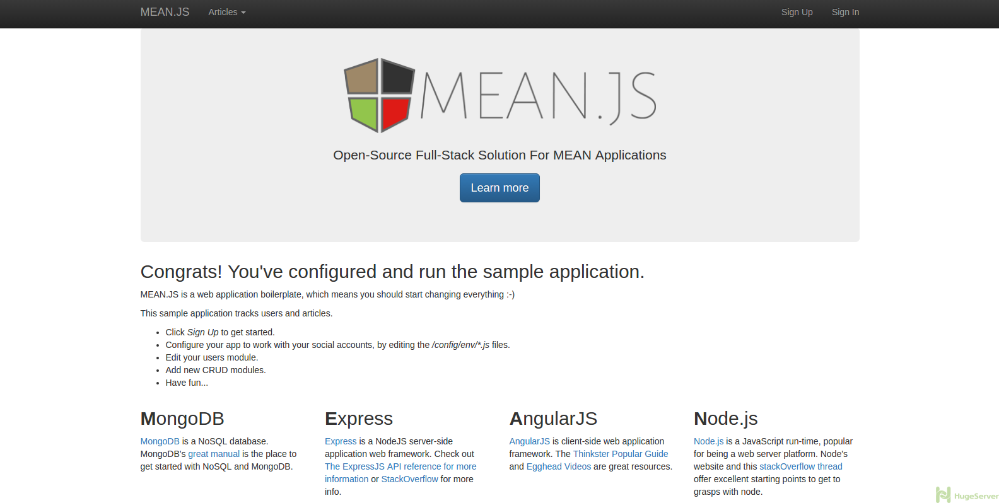 MEAN.JS Articles Sign Up Sign In
MEAN.JS
Open-Source Full-Stack Solution For MEAN Applications
Learn more
Congrats! You've configured and run the sample application.
MEAN.JS is a web application boilerplate, which means you should start changing everything :-)
This sample application tracks users and articles.
Click Sign Up to get started.
Configure your app to work with your social accounts, by editing the /config/env/*.js files.
Edit your users module.
Add new CRUD modules.
Have fun...
MongoDB
MongoDB is a NoSQL database.
MongoDB's great manual is the place to
get started with NoSQL and MongoDB.
Express
Express is a NodeJS server-side
application web framework. Check out
The ExpressJS API reference for more
information or StackOverflow for more
info.
AngularJS
AngularJS is client-side web application
framework. The Thinkster Popular Guide
and Egghead Videos are great resources.
Node.js
Node.js is a JavaScript run-time, popular
for being a web server platform. Node's
website and this stackOverflow thread
offer excellent starting points to get to
grasps with node.
HugeServer